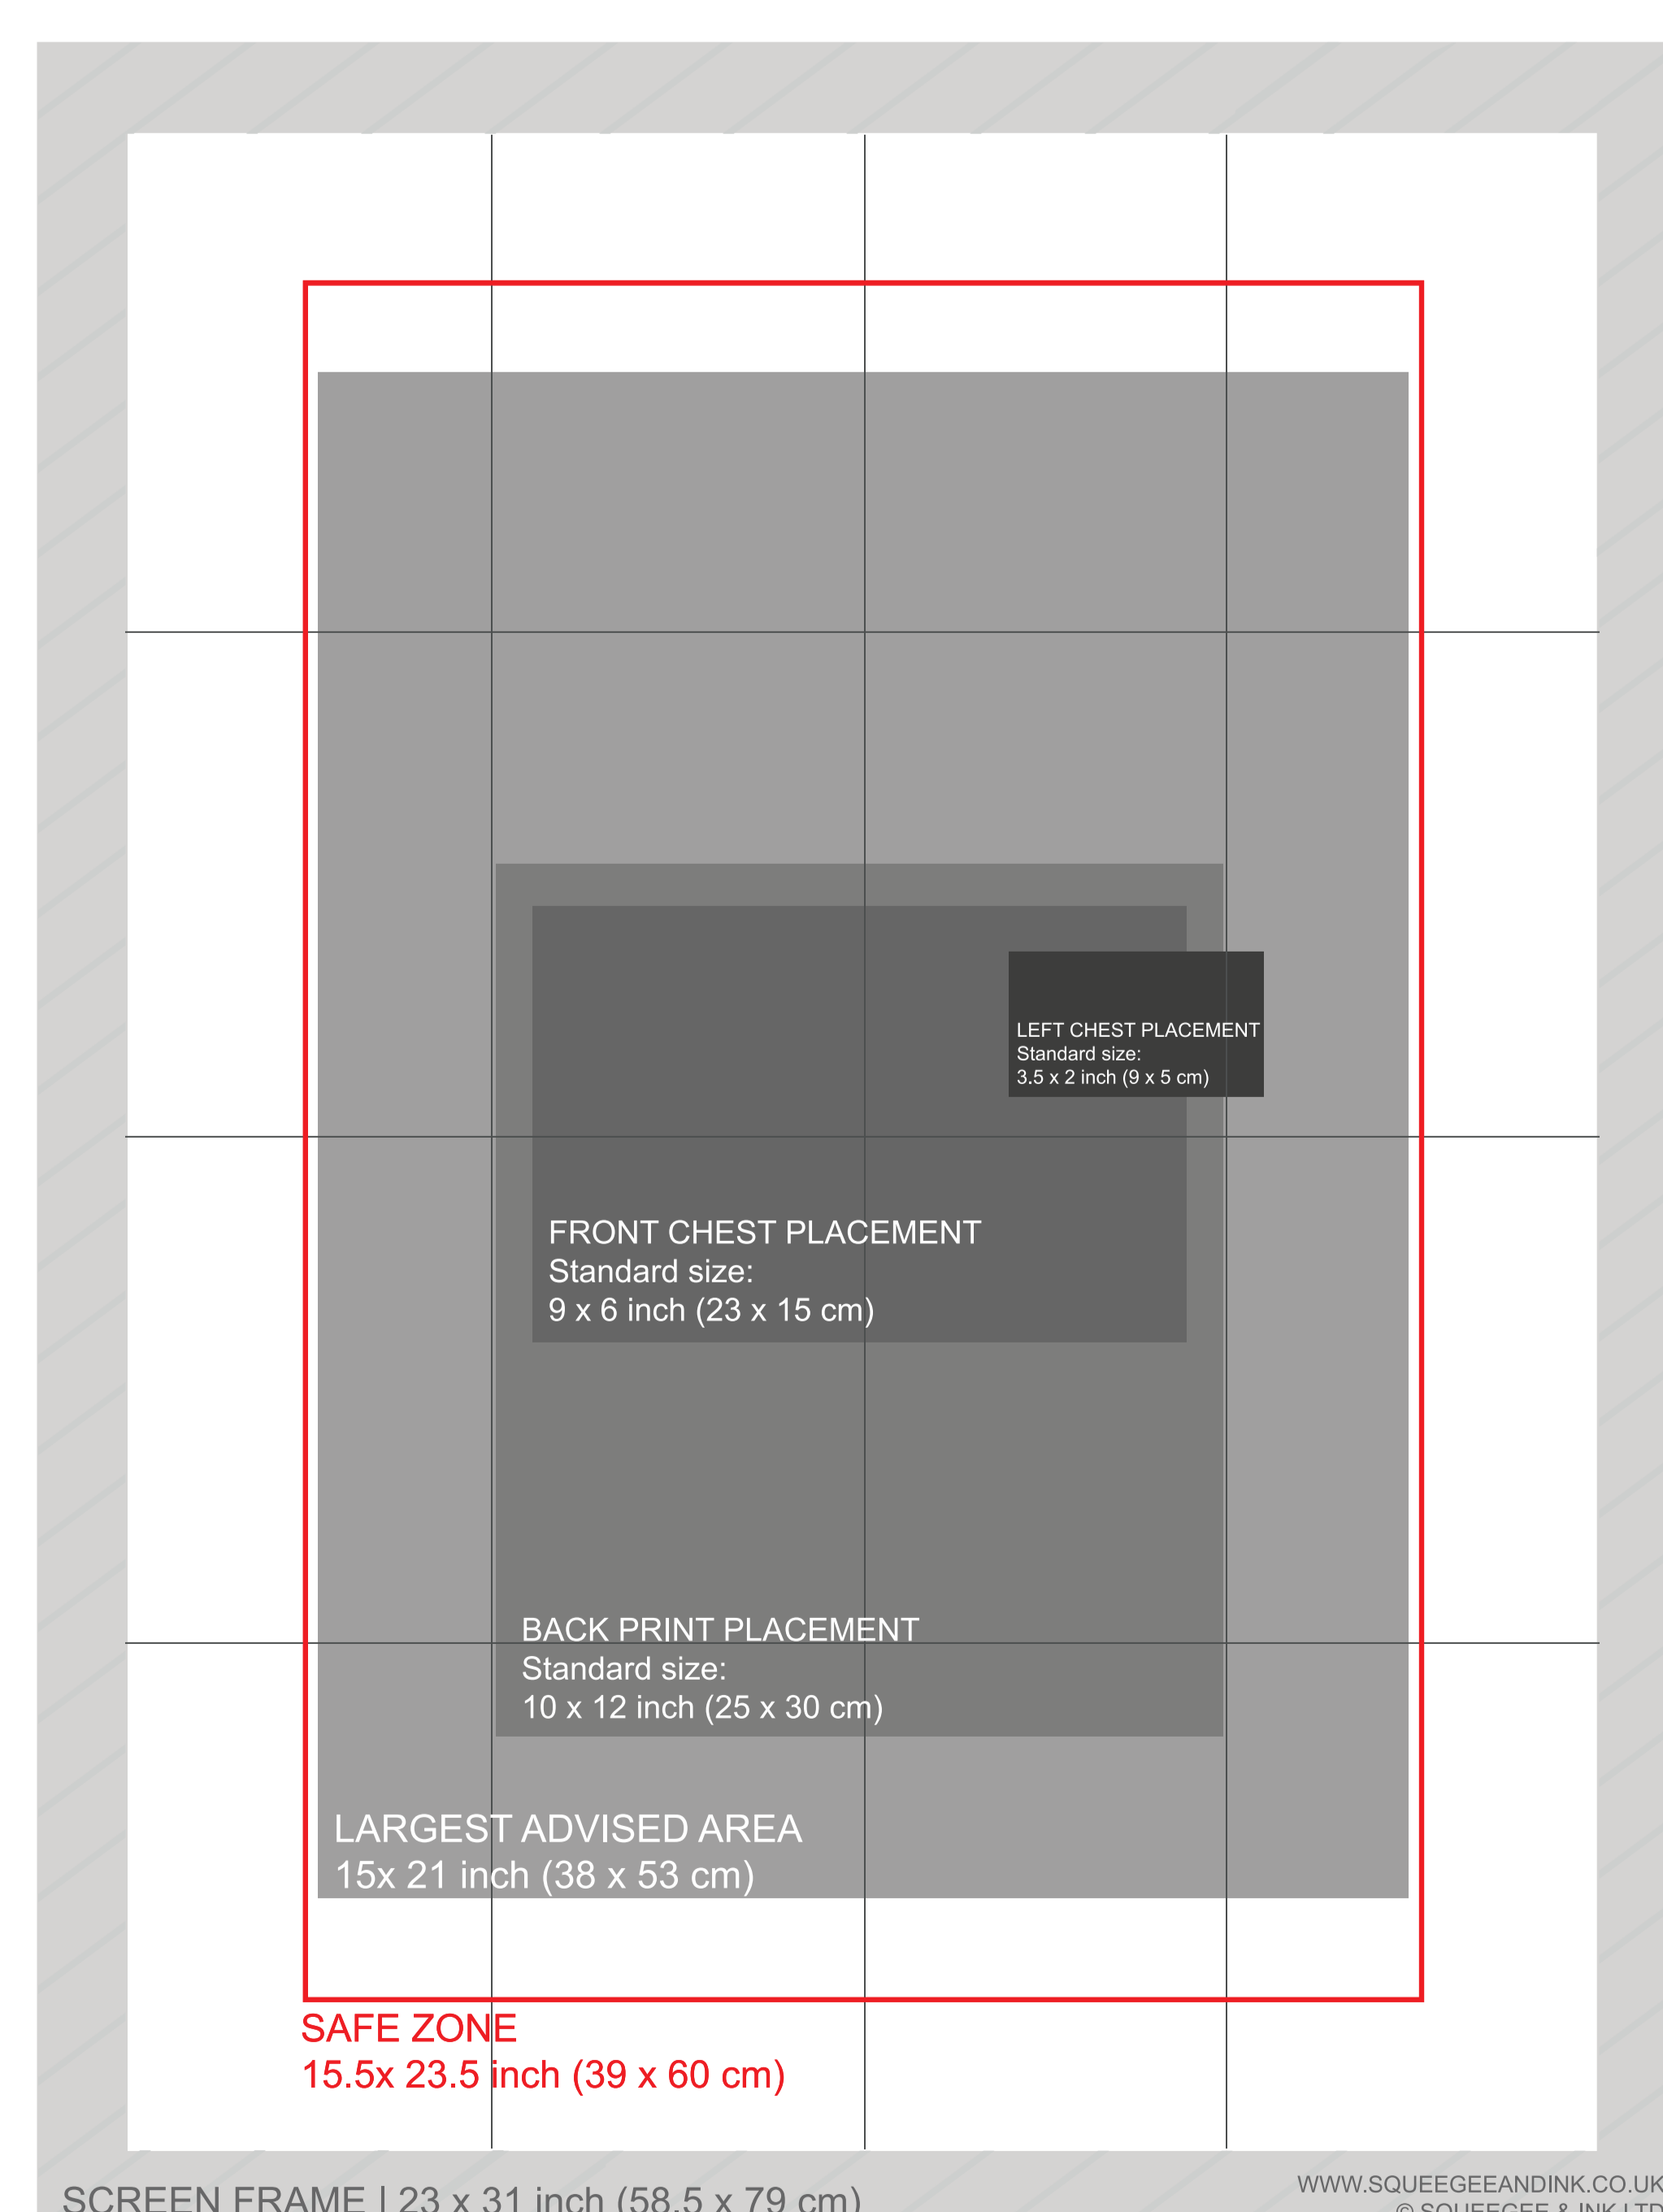 LEFT CHEST PLACEMENT
Standard size:
3.5 x 2 inch (9 x 5 cm)
FRONT CHEST PLACEMENT
Standard size:
9 x 6 inch (23 x 15 cm)
BACK PRINT PLACEMENT
Standard size:
10 x 12 inch (25 x 30 cm)
LARGEST ADVISED AREA
15x 21 inch (38 x 53 cm)
SAFE ZONE
15.5x 23.5 inch (39 x 60 cm)
SCREEN FRAME | 23 x 31 inch (58.5 x 79 cm)
WWW.SQUEEGEEANDINK.CO.UK
© SQUEEGEE & INK LTD